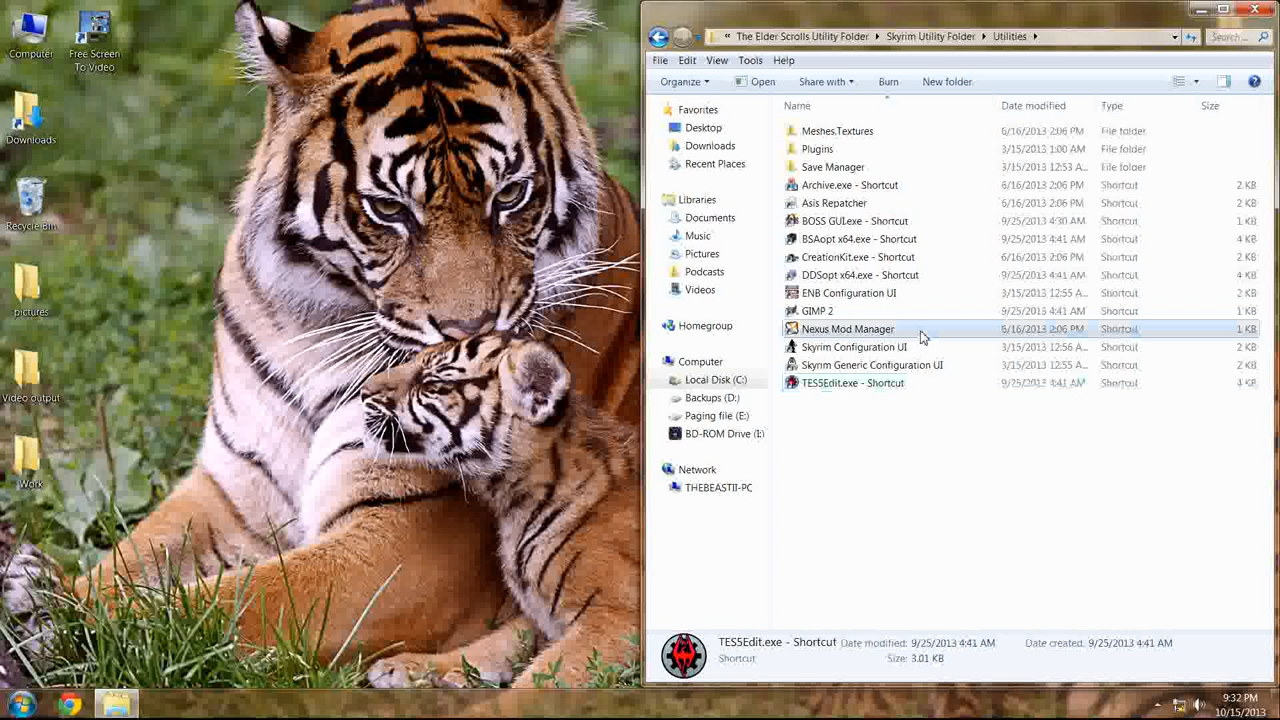 Computer
Free Screen
To Video
Downloads
Recycle Bin
pictures
Video output
Work
« The Elder Scrolls Utility Folder Skyrim Utility Folder Utilities
Search...
File Edit View Tools Help
Organize Open Share with Burn New folder
Favorites
Desktop
Downloads
Recent Places
Libraries
Documents
Music
Pictures
Podcasts
Videos
Homegroup
Computer
Local Disk (C:)
Backups (D:)
Paging file (E:)
BD-ROM Drive (I:)
Network
THEBEASTII-PC
Name Date modified Type Size
Meshes.Textures 6/16/2013 2:06 PM File folder
Plugins 3/15/2013 1:00 AM File folder
Save Manager 3/15/2013 12:53 A... File folder
Archive.exe - Shortcut 6/16/2013 2:06 PM Shortcut 2 KB
Asis Repatcher 6/16/2013 2:06 PM Shortcut 2 KB
BOSS GUI.exe - Shortcut 9/25/2013 4:30 AM Shortcut 1 KB
BSAopt x64.exe - Shortcut 9/25/2013 4:41 AM Shortcut 4 KB
CreationKit.exe - Shortcut 6/16/2013 2:06 PM Shortcut 2 KB
DDSopt x64.exe - Shortcut 9/25/2013 4:41 AM Shortcut 4 KB
ENB Configuration UI 3/15/2013 12:55 A... Shortcut 2 KB
GIMP 2 9/25/2013 4:41 AM Shortcut 1 KB
Nexus Mod Manager 6/16/2013 2:06 PM Shortcut 1 KB
Skyrim Configuration UI 3/15/2013 12:56 A... Shortcut 2 KB
Skyrim Generic Configuration UI 3/15/2013 12:55 A... Shortcut 2 KB
TES5Edit.exe - Shortcut 9/25/2013 4:41 AM Shortcut 4 KB
TES5Edit.exe - Shortcut Date modified: 9/25/2013 4:41 AM Date created: 9/25/2013 4:41 AM
Shortcut Size: 3.01 KB
9:32 PM
10/15/2013